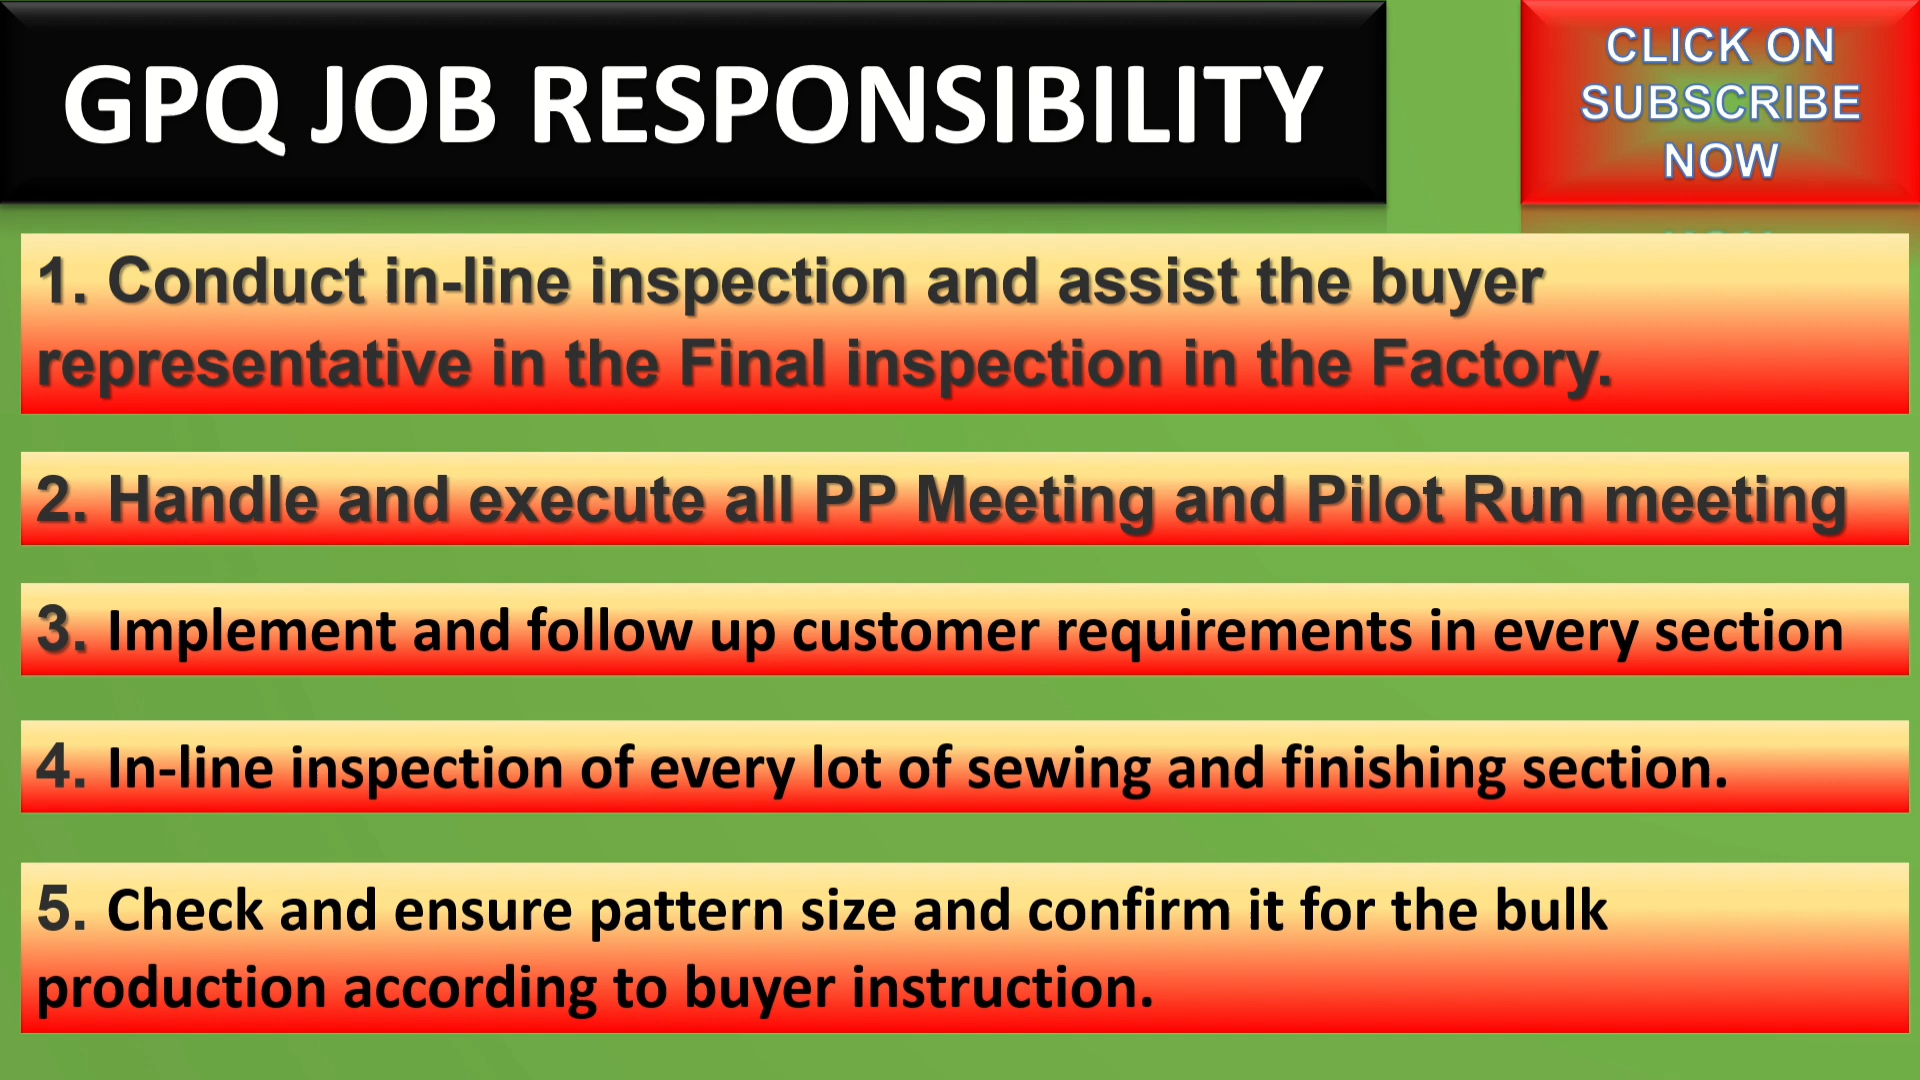 GPQ JOB RESPONSIBILITY
CLICK ON
SUBSCRIBE
NOW
1. Conduct in-line inspection and assist the buyer
representative in the Final inspection in the Factory.
2. Handle and execute all PP Meeting and Pilot Run meeting
3. Implement and follow up customer requirements in every section
4. In-line inspection of every lot of sewing and finishing section.
5. Check and ensure pattern size and confirm it for the bulk
production according to buyer instruction.